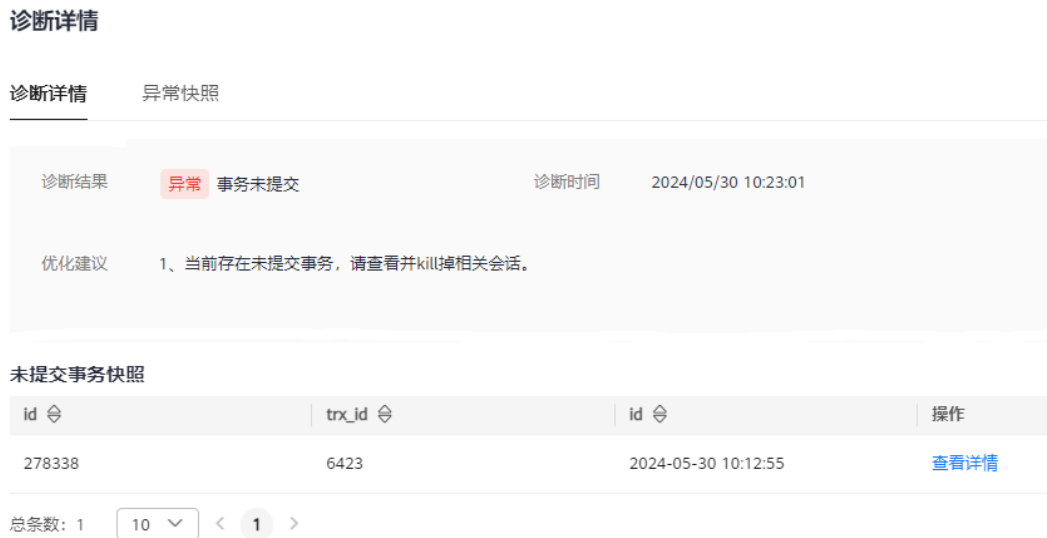 诊断详情
诊断详情 异常快照
诊断结果 异常 事务未提交 诊断时间 2024/05/30 10:23:01
优化建议 1、当前存在未提交事务，请查看并kill掉相关会话。
未提交事务快照
id trx_id id 操作
278338 6423 2024-05-30 10:12:55 查看详情
总条数：1 10 1